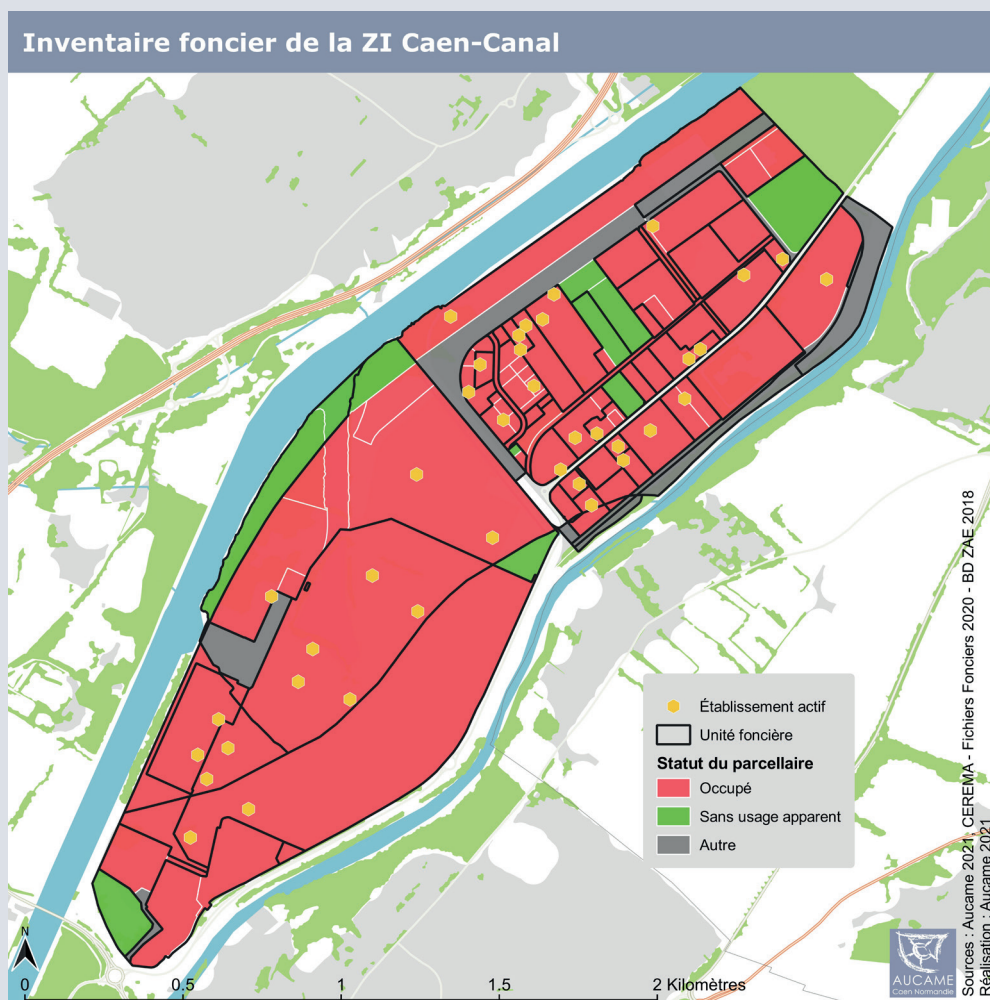 Inventaire foncier de la ZI Caen-Canal
Établissement actif
Unité foncière
Statut du parcellaire
Occupé
Sans usage apparent
Autre
N
0 0.5 1 1.5 2 Kilomètres
AUCAME
Caen Normandie
Sources : Aucame 2021, CEREMA - Fichiers Fonciers 2020 - BD ZAE 2018
Réalisation : Aucame 2021